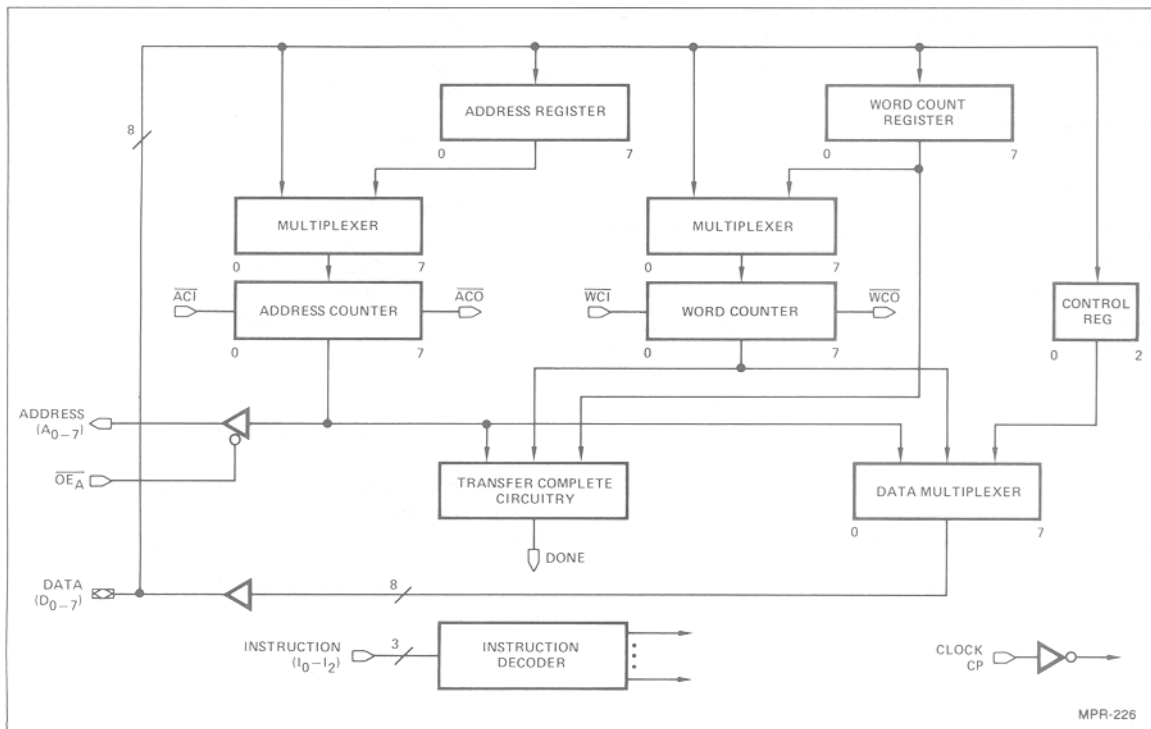 ADDRESS REGISTER
0 7
WORD COUNT
REGISTER
0 7
8
MULTIPLEXER
0 7
MULTIPLEXER
0 7
ACI
ADDRESS COUNTER
ACO
0 7
WCI
WORD COUNTER
WCO
0 7
CONTROL
REG
0 2
ADDRESS
(A0–7)
OEA
TRANSFER COMPLETE
CIRCUITRY
DONE
DATA MULTIPLEXER
0 7
DATA
(D0–7)
8
INSTRUCTION
(I0–I2)
3
INSTRUCTION
DECODER
CLOCK
CP
MPR-226